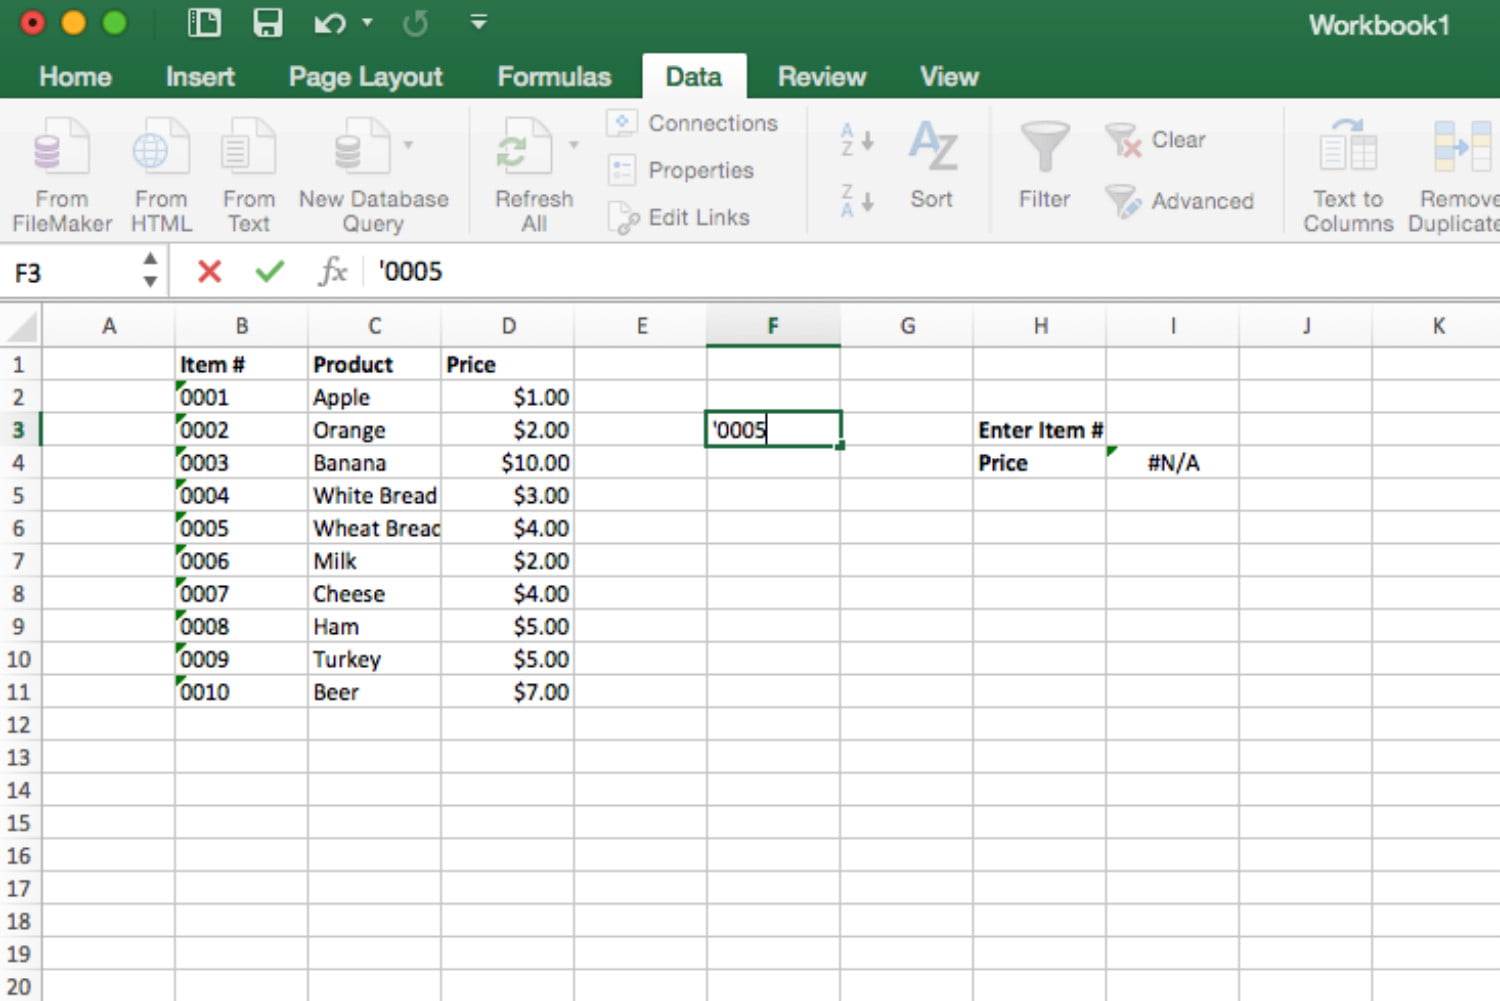 Workbook1
Home Insert Page Layout Formulas Data Review View
From FileMaker
From HTML
From Text
New Database Query
Refresh All
Connections
Properties
Edit Links
A Z
Z A
AZ
Sort
Filter
Clear
Advanced
Text to Columns
Remove Duplicate
F3 fx '0005
A B C D E F G H I J K
1 Item # Product Price
2 0001 Apple $1.00
3 0002 Orange $2.00 '0005 Enter Item #
4 0003 Banana $10.00 Price #N/A
5 0004 White Bread $3.00
6 0005 Wheat Bread $4.00
7 0006 Milk $2.00
8 0007 Cheese $4.00
9 0008 Ham $5.00
10 0009 Turkey $5.00
11 0010 Beer $7.00
12
13
14
15
16
17
18
19
20